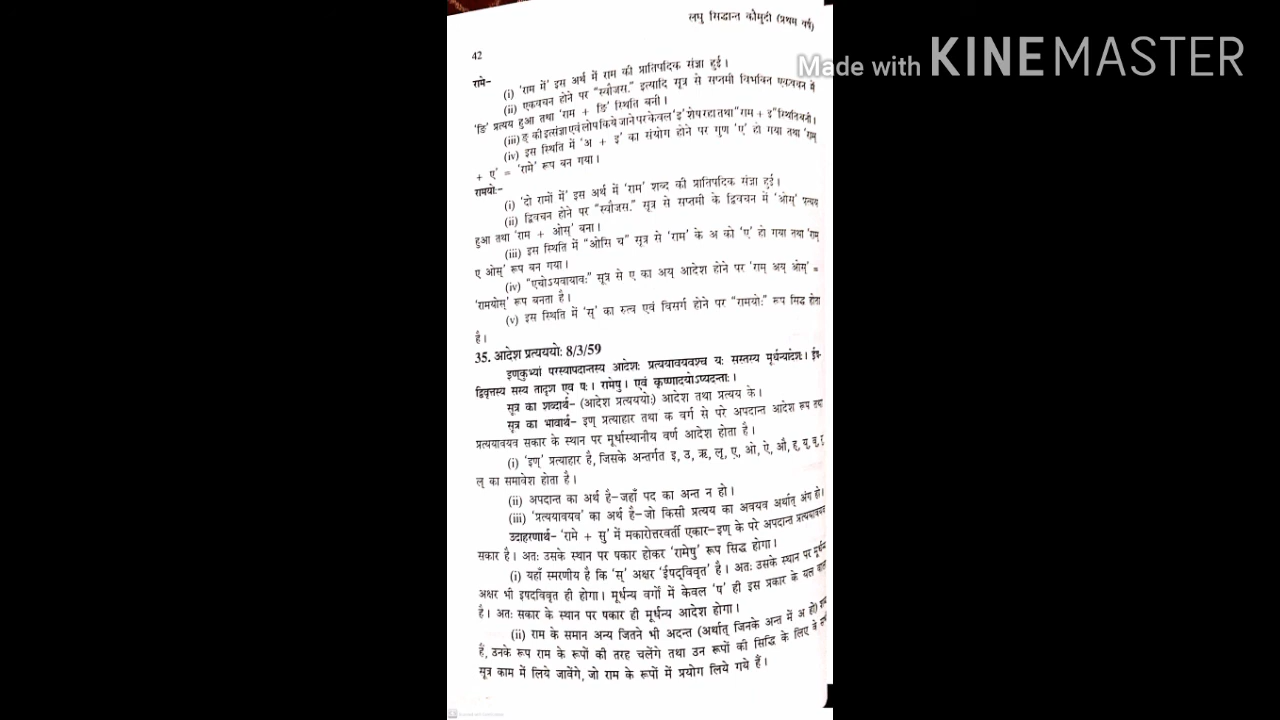 लघु सिद्धान्त कौमुदी (प्रथम वर्ष)
Made with KINEMASTER
42
रामे–
(i) 'राम में' इस अर्थ में राम की प्रातिपदिक संज्ञा हुई।
(ii) एकवचन होने पर "स्वौजस." इत्यादि सूत्र से सप्तमी विभक्ति एकवचन में
'ङि' प्रत्यय हुआ तथा 'राम + ङि' स्थिति बनी।
(iii) ङ् की इत्संज्ञा एवं लोप किये जाने पर केवल 'इ' शेष रहा तथा "राम + इ" स्थिति बनी।
(iv) इस स्थिति में 'अ + इ' का संयोग होने पर गुण 'ए' हो गया तथा 'राम्
+ ए' = 'रामे' रूप बन गया।
रामयोः–
(i) 'दो रामों में' इस अर्थ में 'राम' शब्द की प्रातिपदिक संज्ञा हुई।
(ii) द्विवचन होने पर "स्वौजस." सूत्र से सप्तमी के द्विवचन में 'ओस्' प्रत्यय
हुआ तथा 'राम + ओस्' बना।
(iii) इस स्थिति में "ओसि च" सूत्र से 'राम' के अ को 'ए' हो गया तथा 'राम्
ए ओस्' रूप बन गया।
(iv) "एचोऽयवायावः" सूत्र से ए का अय् आदेश होने पर 'राम् अय् ओस्' =
'रामयोस्' रूप बनता है।
(v) इस स्थिति में 'स्' का रुत्व एवं विसर्ग होने पर "रामयोः" रूप सिद्ध होता
है।
35. आदेश प्रत्यययोः 8/3/59
इण्कुभ्यां परस्यापदान्तस्य आदेशः प्रत्ययावयवश्च यः सस्तस्य मूर्धन्यादेशः। ईष-
द्विवृत्तस्य सस्य तादृश एव षः। रामेषु। एवं कृष्णादयोऽप्यदन्ताः।
सूत्र का शब्दार्थ– (आदेश प्रत्यययोः) आदेश तथा प्रत्यय के।
सूत्र का भावार्थ– इण् प्रत्याहार तथा क वर्ग से परे अपदान्त आदेश रूप तथा
प्रत्ययावयव सकार के स्थान पर मूर्धास्थानीय वर्ण आदेश होता है।
(i) 'इण्' प्रत्याहार है, जिसके अन्तर्गत इ, उ, ऋ, लृ, ए, ओ, ऐ, औ, ह्, य्, व्, र्,
ल् का समावेश होता है।
(ii) अपदान्त का अर्थ है–जहाँ पद का अन्त न हो।
(iii) 'प्रत्ययावयव' का अर्थ है–जो किसी प्रत्यय का अवयव अर्थात् अंग हो।
उदाहरणार्थ– 'रामे + सु' में मकारोत्तरवर्ती एकार–इण् के परे अपदान्त प्रत्ययावयव
सकार है। अतः उसके स्थान पर षकार होकर 'रामेषु' रूप सिद्ध होगा।
(i) यहाँ स्मरणीय है कि 'स्' अक्षर 'ईषद्विवृत' है। अतः उसके स्थान पर मूर्धन्य
अक्षर भी इषदविवृत ही होगा। मूर्धन्य वर्गों में केवल 'ष' ही इस प्रकार के यत्न वाला
है। अतः सकार के स्थान पर षकार ही मूर्धन्य आदेश होगा।
(ii) राम के समान अन्य जितने भी अदन्त (अर्थात् जिनके अन्त में अ हो) शब्द
हैं, उनके रूप राम के रूपों की तरह चलेंगे तथा उन रूपों की सिद्धि के लिए वे सभी
सूत्र काम में लिये जावेंगे, जो राम के रूपों में प्रयोग लिये गये हैं।